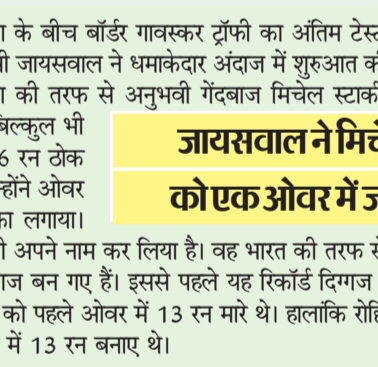 के बीच बॉर्डर गावस्कर ट्रॉफी का अंतिम
जायसवाल ने धमाकेदार अंदाज में शुरुआत
की तरफ से अनुभवी गेंदबाज मिचेल स्टार्क
बिल्कुल भी
6 रन ठोक
ओवर
लगाया।
जायसवाल ने
को एक ओवर में
अपने नाम कर लिया है। वह भारत की तरफ
बन गए हैं। इससे पहले यह रिकॉर्ड दिग्गज
को पहले ओवर में 13 रन मारे थे। हालांकि
में 13 रन बनाए थे।